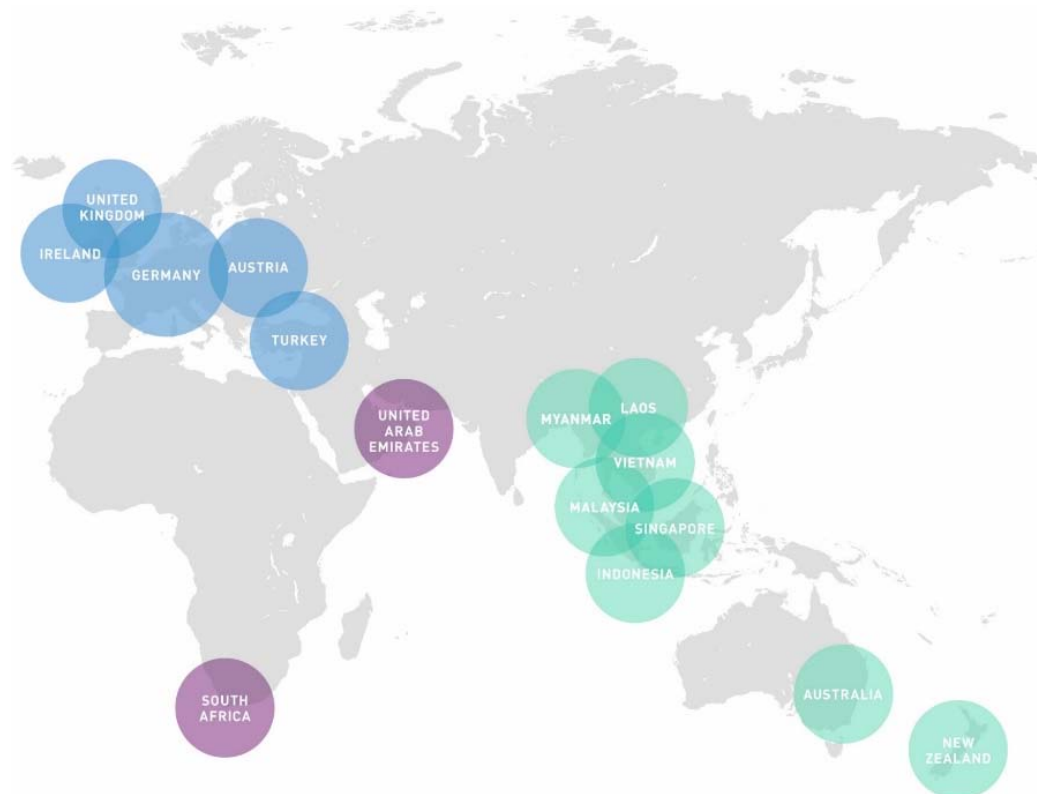 UNITED
KINGDOM
IRELAND
GERMANY
AUSTRIA
TURKEY
UNITED
ARAB
EMIRATES
MYANMAR
LAOS
VIETNAM
MALAYSIA
SINGAPORE
INDONESIA
SOUTH
AFRICA
AUSTRALIA
NEW
ZEALAND